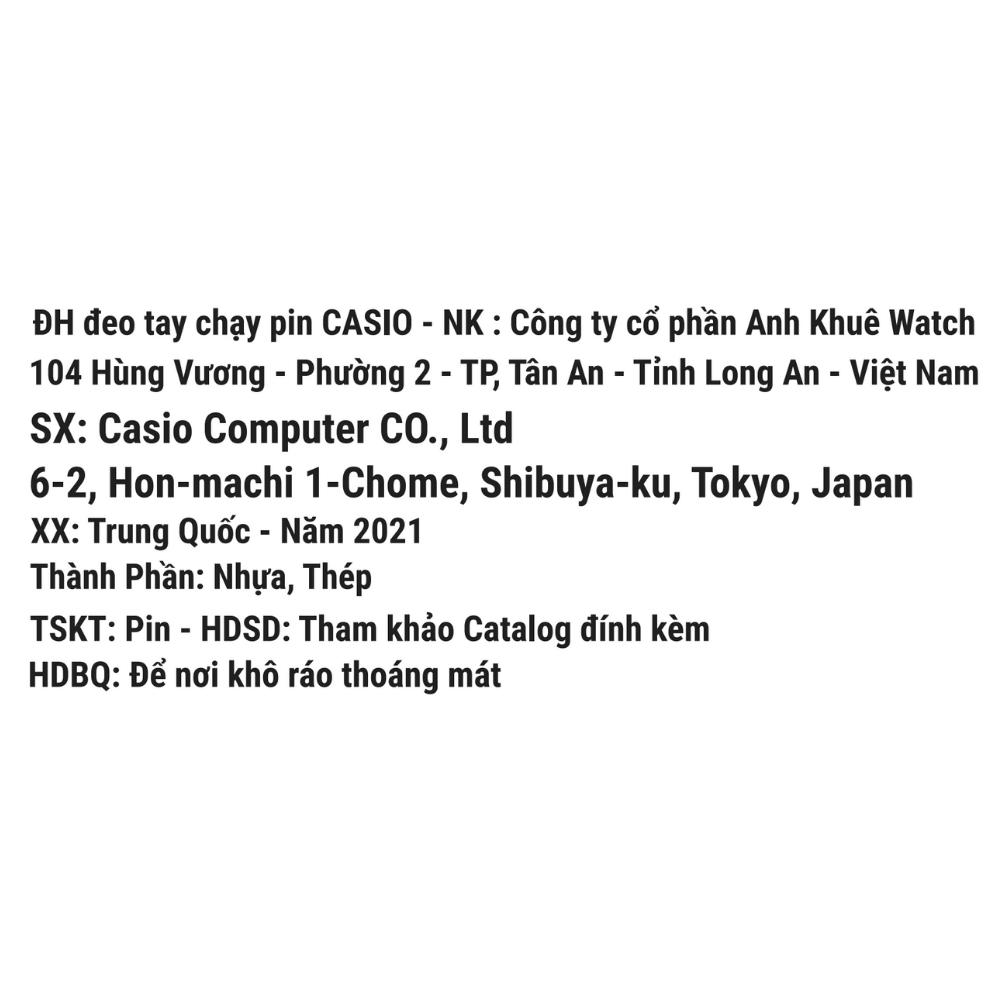 ĐH đeo tay chạy pin CASIO - NK : Công ty cổ phần Anh Khuê Watch
104 Hùng Vương - Phường 2 - TP, Tân An - Tỉnh Long An - Việt Nam
SX: Casio Computer CO., Ltd
6-2, Hon-machi 1-Chome, Shibuya-ku, Tokyo, Japan
XX: Trung Quốc - Năm 2021
Thành Phần: Nhựa, Thép
TSKT: Pin - HDSD: Tham khảo Catalog đính kèm
HDBQ: Để nơi khô ráo thoáng mát